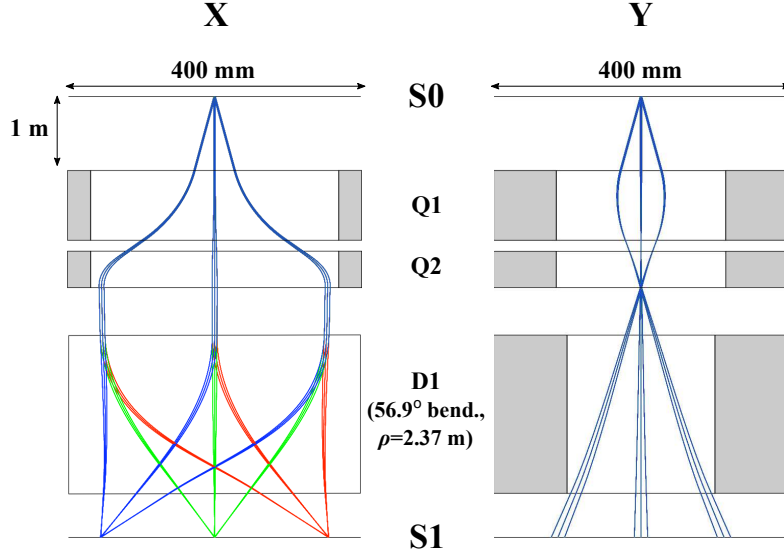 X
Y
400 mm
400 mm
S0
1 m
Q1
Q2
D1
(56.9° bend.,
ρ=2.37 m)
S1